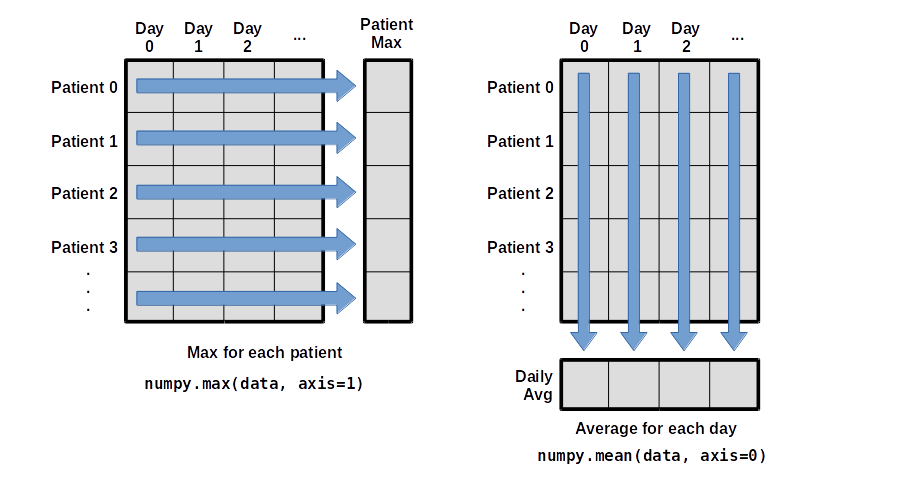 Day 0
Day 1
Day 2
...
Patient Max
Patient 0
Patient 1
Patient 2
Patient 3
.
.
.
Max for each patient
numpy.max(data, axis=1)
Day 0
Day 1
Day 2
...
Patient 0
Patient 1
Patient 2
Patient 3
.
.
.
Daily Avg
Average for each day
numpy.mean(data, axis=0)